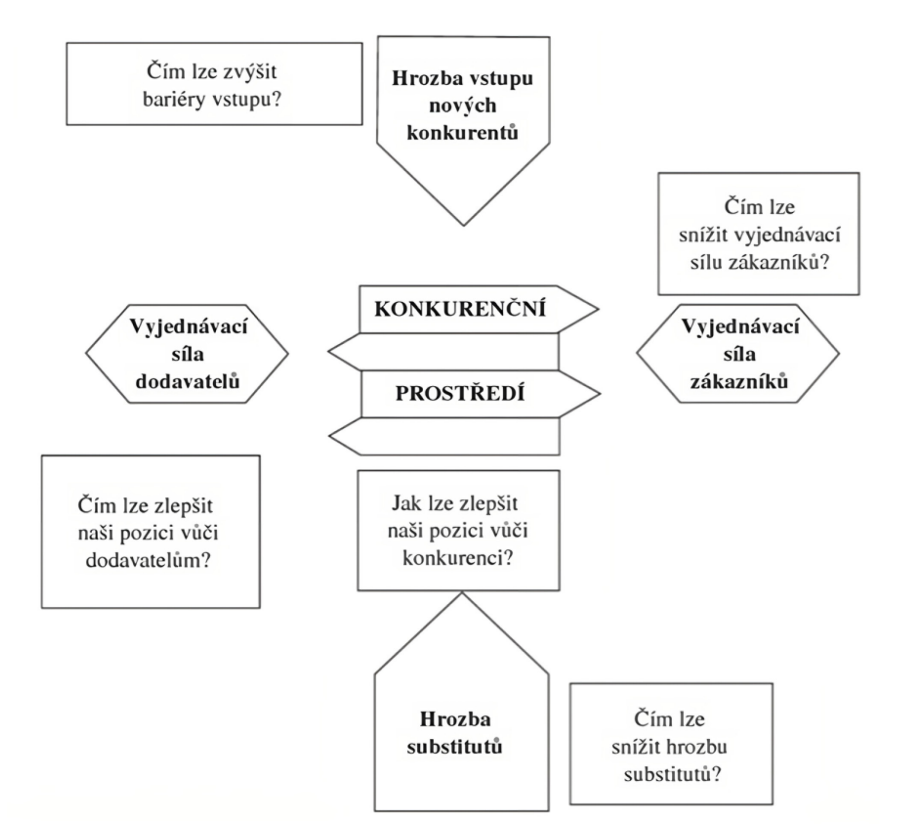 Čím lze zvýšit
bariéry vstupu?
Hrozba vstupu
nových
konkurentů
Čím lze
snížit vyjednávací
sílu zákazníků?
Vyjednávací
síla
dodavatelů
KONKURENČNÍ
PROSTŘEDÍ
Vyjednávací
síla
zákazníků
Čím lze zlepšit
naši pozici vůči
dodavatelům?
Jak lze zlepšit
naši pozici vůči
konkurenci?
Hrozba
substitutů
Čím lze
snížit hrozbu
substitutů?